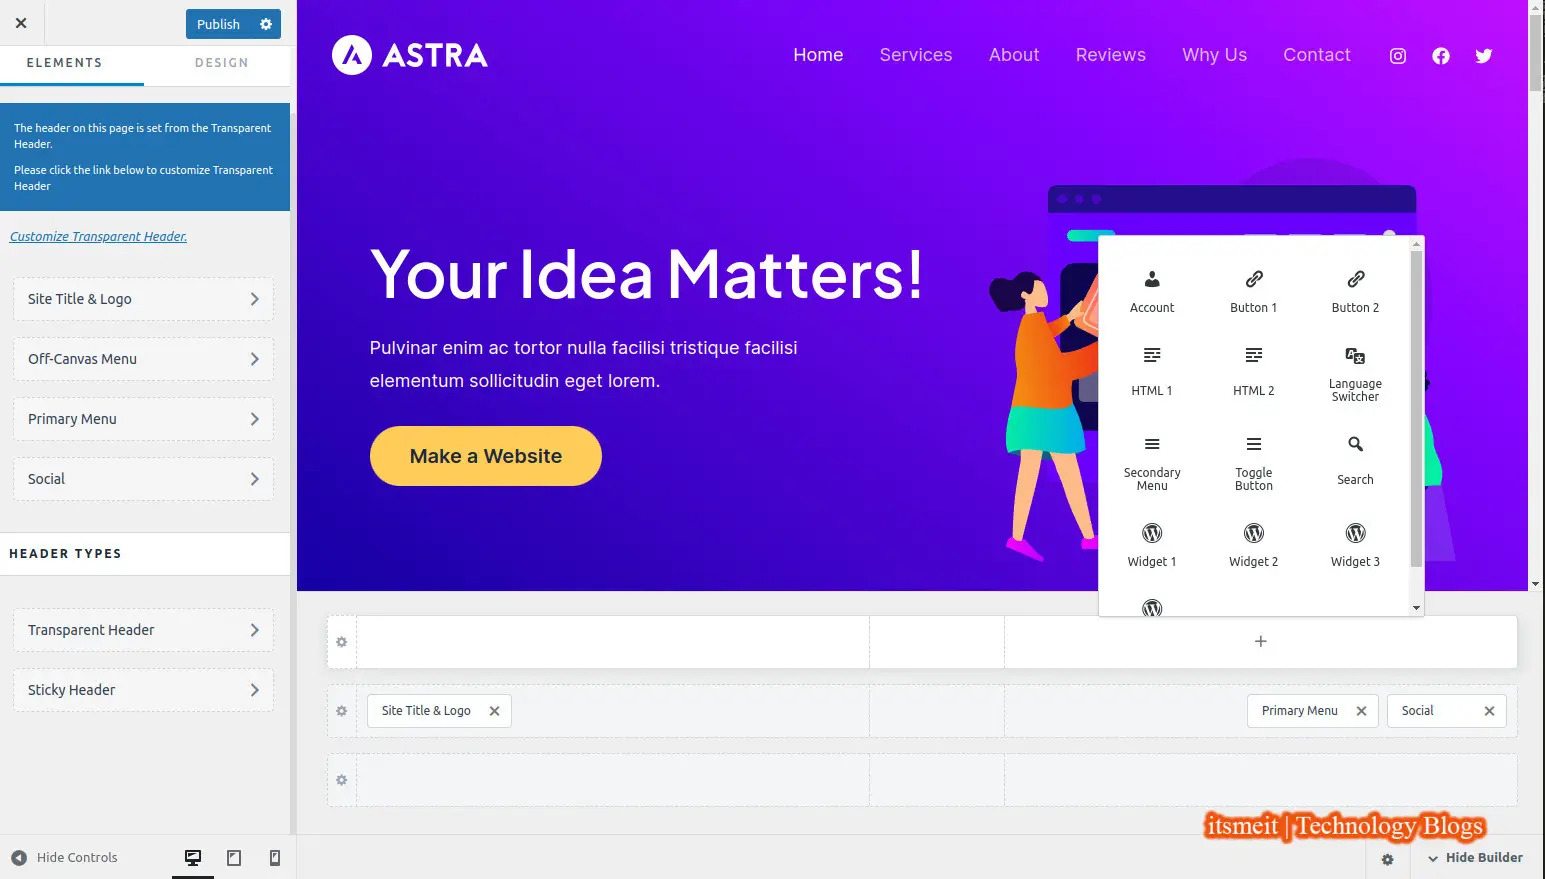 Publish
ELEMENTS
DESIGN
The header on this page is set from the Transparent
Header.
Please click the link below to customize Transparent
Header
Customize Transparent Header.
Site Title & Logo
Off-Canvas Menu
Primary Menu
Social
HEADER TYPES
Transparent Header
Sticky Header
Hide Controls
ASTRA
Home
Services
About
Reviews
Why Us
Contact
Your Idea Matters!
Pulvinar enim ac tortor nulla facilisi tristique facilisi
elementum sollicitudin eget lorem.
Make a Website
Account
Button 1
Button 2
HTML 1
HTML 2
Language
Switcher
Secondary
Menu
Toggle
Button
Search
Widget 1
Widget 2
Widget 3
Site Title & Logo
Primary Menu
Social
itsmeit | Technology Blogs
Hide Builder